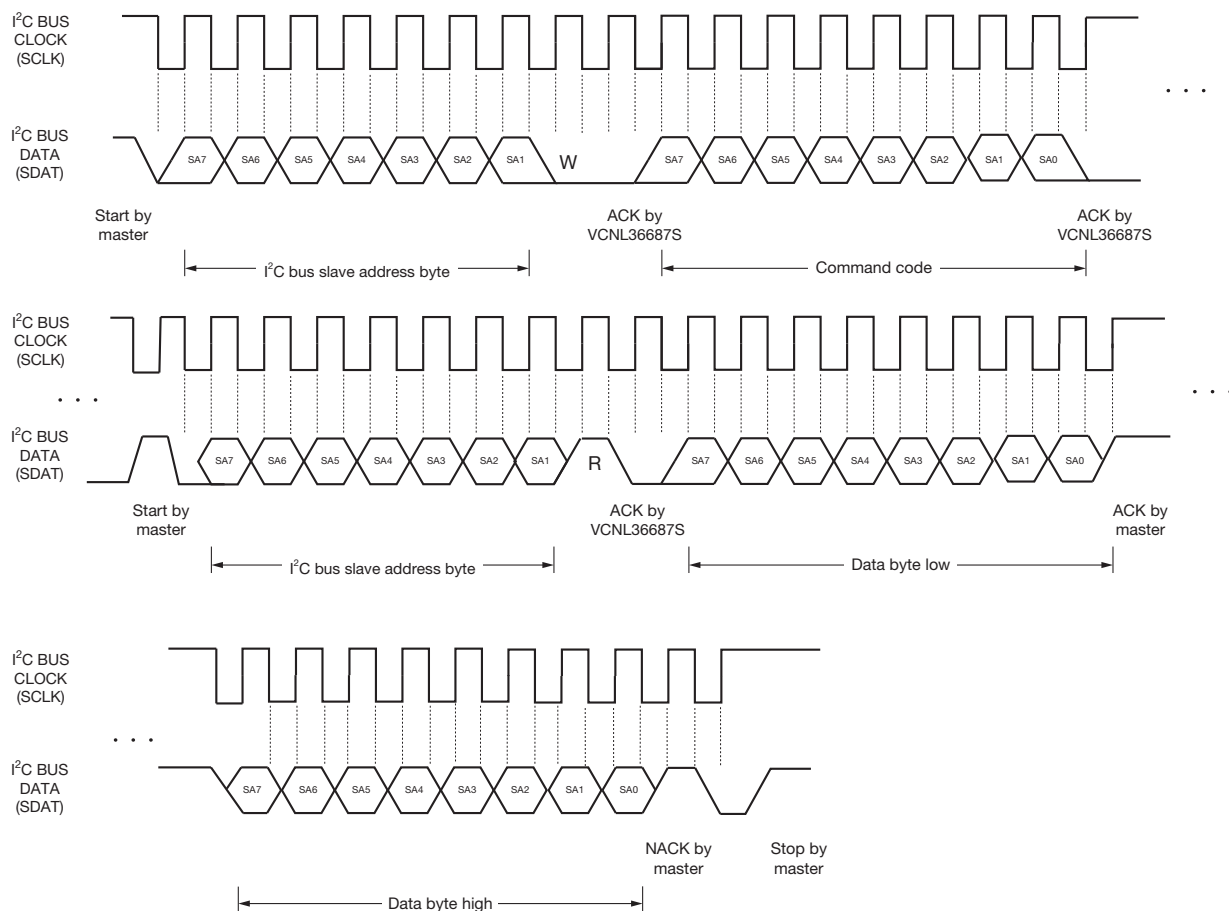 I²C BUS
CLOCK
(SCLK)
. . .
I²C BUS
DATA
(SDAT)
SA7 SA6 SA5 SA4 SA3 SA2 SA1 W SA7 SA6 SA5 SA4 SA3 SA2 SA1 SA0
Start by
master
ACK by
VCNL36687S
ACK by
VCNL36687S
I²C bus slave address byte
Command code
I²C BUS
CLOCK
(SCLK)
. . .
. . .
I²C BUS
DATA
(SDAT)
SA7 SA6 SA5 SA4 SA3 SA2 SA1 R SA7 SA6 SA5 SA4 SA3 SA2 SA1 SA0
Start by
master
ACK by
VCNL36687S
ACK by
master
I²C bus slave address byte
Data byte low
I²C BUS
CLOCK
(SCLK)
. . .
I²C BUS
DATA
(SDAT)
SA7 SA6 SA5 SA4 SA3 SA2 SA1 SA0
NACK by
master
Stop by
master
Data byte high